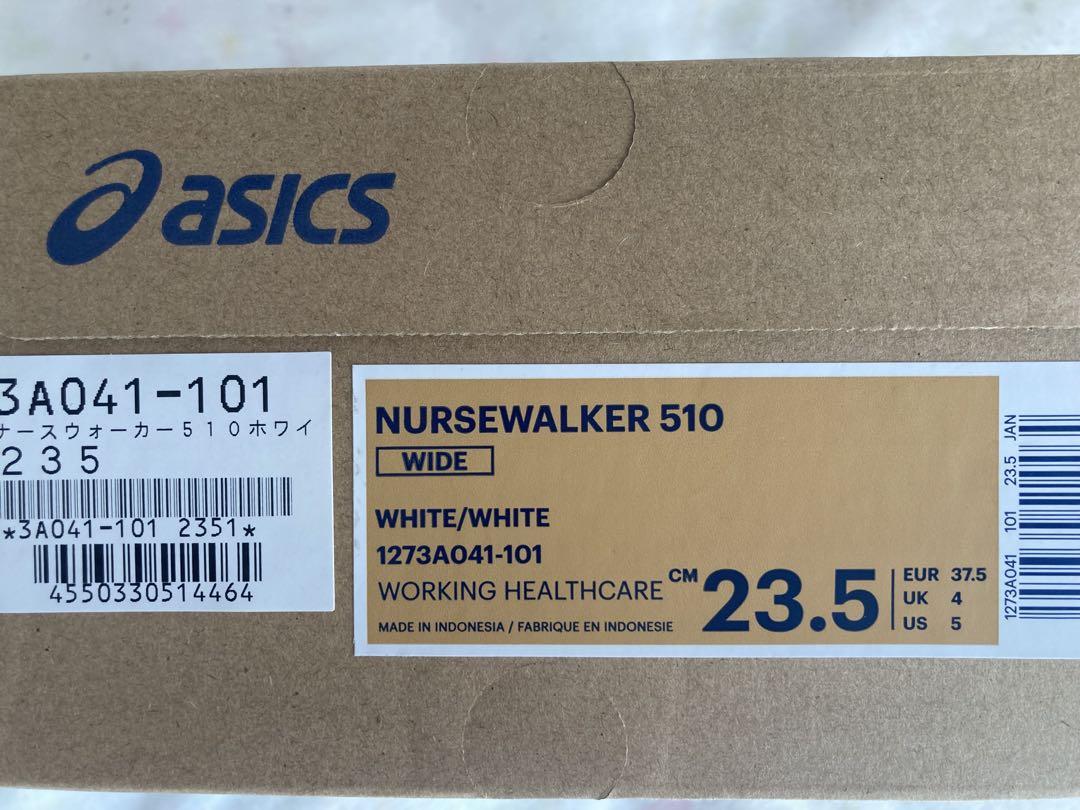 asics
3A041-101
ナースウォーカー510ホワイ
235
*3A041-101 2351*
4550330514464
NURSEWALKER 510
WIDE
WHITE/WHITE
1273A041-101
WORKING HEALTHCARE
MADE IN INDONESIA / FABRIQUE EN INDONESIE
CM 23.5
EUR 37.5
UK 4
US 5
1273A041 101 23.5 JAN